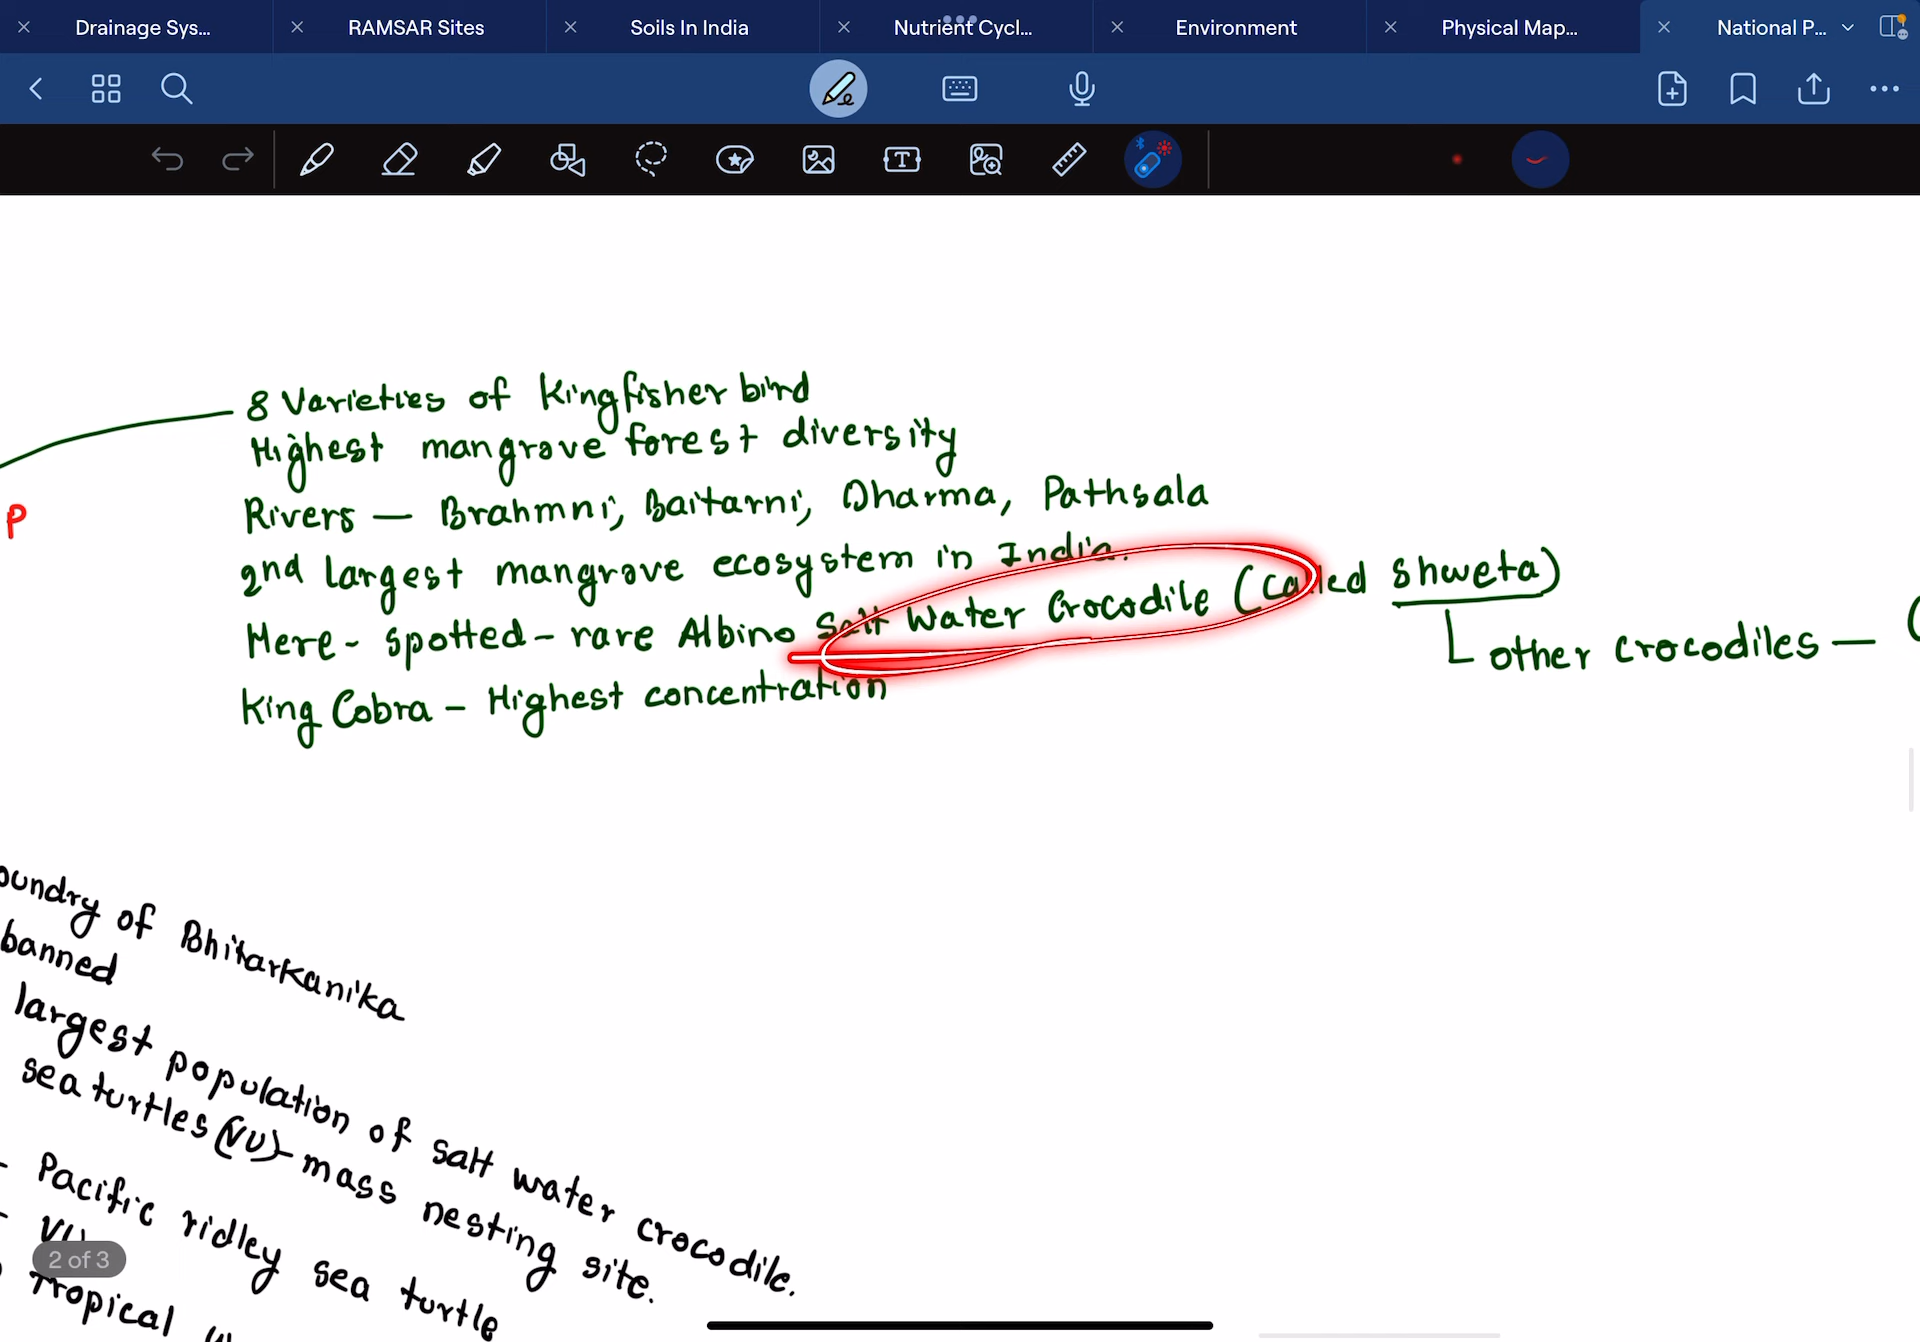 Drainage Sys...
RAMSAR Sites
Soils In India
Nutrient Cycl...
Environment
Physical Map...
National P...
8 Varieties of Kingfisher bird
Highest mangrove forest diversity
Rivers — Brahmni, Baitarni, Dharma, Pathsala
P
2nd largest mangrove ecosystem in India.
Here - spotted - rare Albino Salt Water Crocodile (called Shweta)
other crocodiles —
King Cobra - Highest concentration
oundry of Bhitarkanika
banned
largest population of salt water crocodile.
sea turtles (VU) - mass nesting site.
- Pacific ridley sea turtle
- VU
2 of 3
Tropical